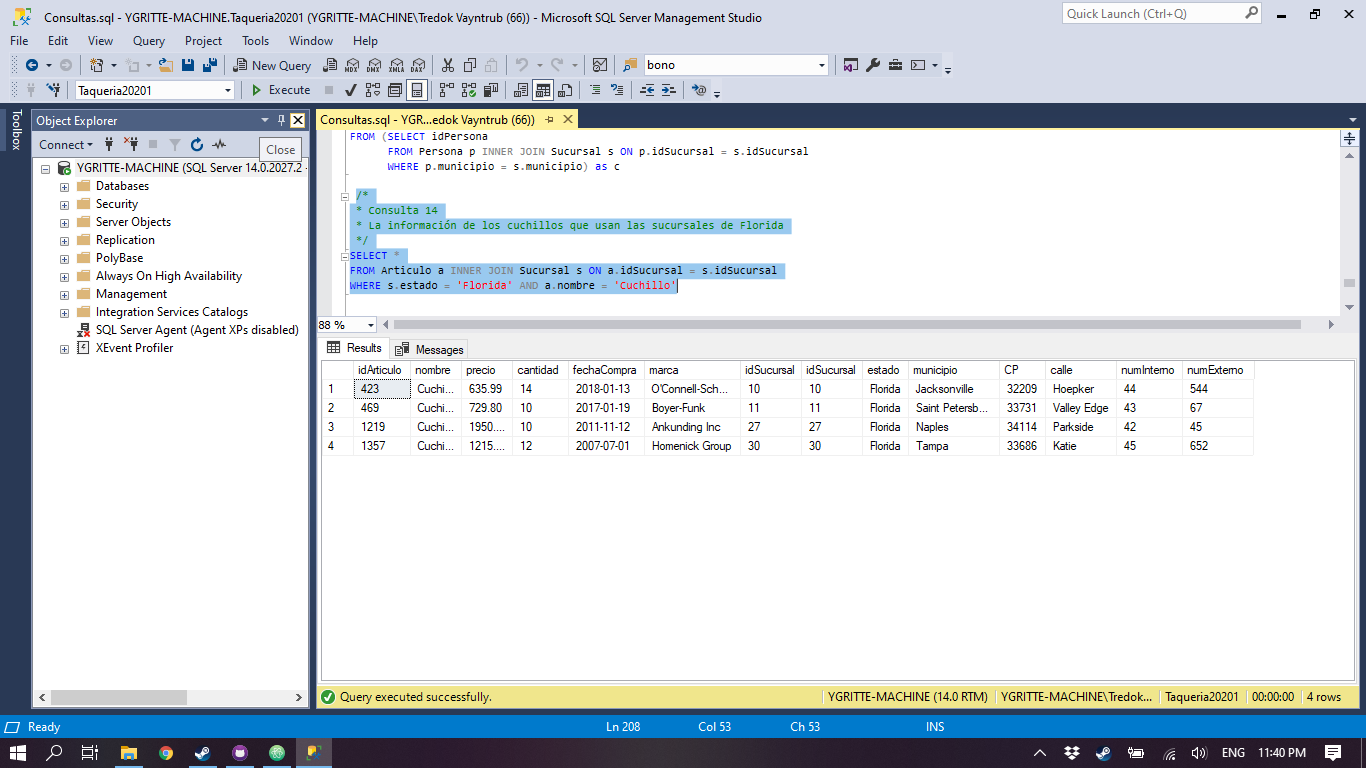 Consultas.sql - YGRITTE-MACHINE.Taqueria20201 (YGRITTE-MACHINE\Tredok Vayntrub (66)) - Microsoft SQL Server Management Studio
Quick Launch (Ctrl+Q)
File Edit View Query Project Tools Window Help
New Query MDX DMX XMLA DAX bono
Taqueria20201 Execute
Toolbox
Object Explorer
Connect
Close
YGRITTE-MACHINE (SQL Server 14.0.2027.2 -
Databases
Security
Server Objects
Replication
PolyBase
Always On High Availability
Management
Integration Services Catalogs
SQL Server Agent (Agent XPs disabled)
XEvent Profiler
Consultas.sql - YGR...edok Vayntrub (66))
FROM (SELECT idPersona
FROM Persona p INNER JOIN Sucursal s ON p.idSucursal = s.idSucursal
WHERE p.municipio = s.municipio) as c
/*
* Consulta 14
* La información de los cuchillos que usan las sucursales de Florida
*/
SELECT *
FROM Articulo a INNER JOIN Sucursal s ON a.idSucursal = s.idSucursal
WHERE s.estado = 'Florida' AND a.nombre = 'Cuchillo'
88 %
Results Messages
idArticulo nombre precio cantidad fechaCompra marca idSucursal idSucursal estado municipio CP calle numInterno numExterno
1 423 Cuchi... 635.99 14 2018-01-13 O'Connell-Sch... 10 10 Florida Jacksonville 32209 Hoepker 44 544
2 469 Cuchi... 729.80 10 2017-01-19 Boyer-Funk 11 11 Florida Saint Petersb... 33731 Valley Edge 43 67
3 1219 Cuchi... 1950.... 10 2011-11-12 Ankunding Inc 27 27 Florida Naples 34114 Parkside 42 45
4 1357 Cuchi... 1215.... 12 2007-07-01 Homenick Group 30 30 Florida Tampa 33686 Katie 45 652
Query executed successfully. YGRITTE-MACHINE (14.0 RTM) YGRITTE-MACHINE\Tredok... Taqueria20201 00:00:00 4 rows
Ready Ln 208 Col 53 Ch 53 INS
ENG 11:40 PM